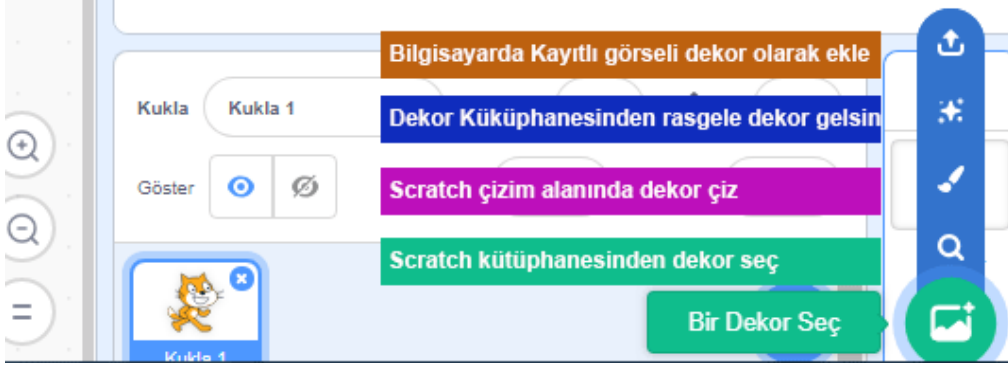 Bilgisayarda Kayıtlı görseli dekor olarak ekle
Kukla
Kukla 1
Dekor Küküphanesinden rasgele dekor gelsin
Göster
Scratch çizim alanında dekor çiz
Scratch kütüphanesinden dekor seç
Bir Dekor Seç
Kukla 1